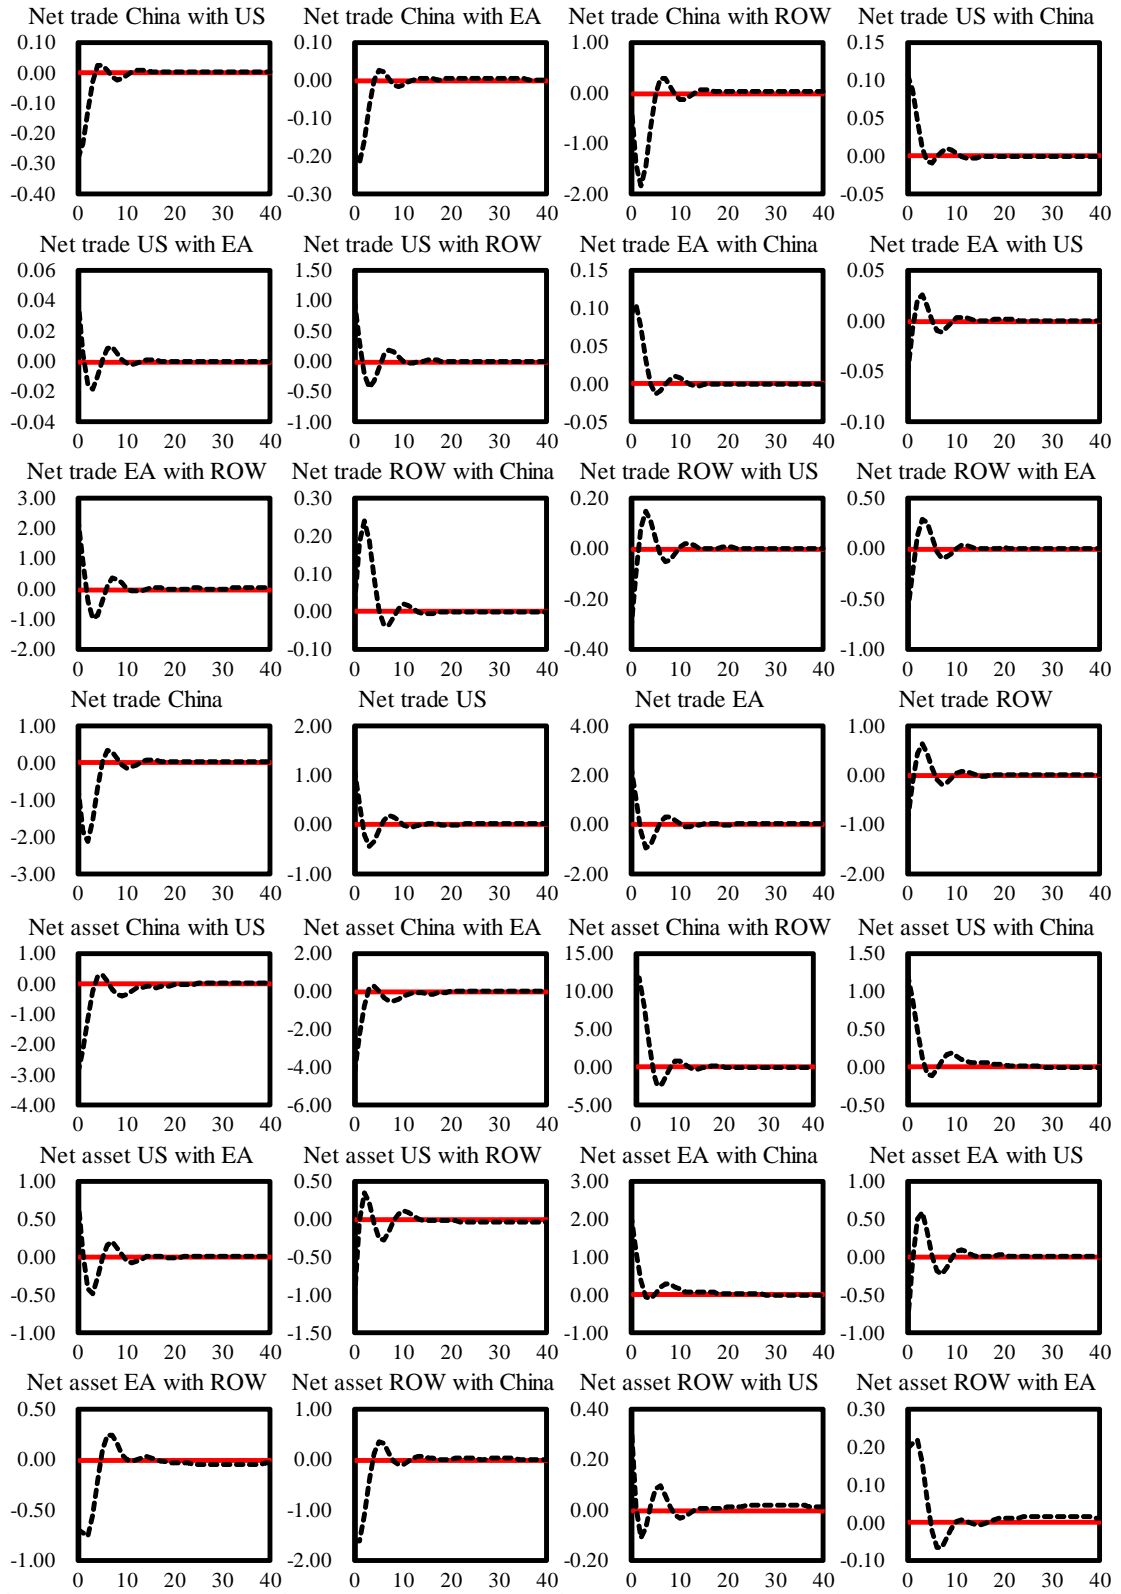 Net trade China with US Net trade China with EA Net trade China with ROW Net trade US with China
0.10 0.10 1.00 0.15
0.00 0.00 0.00 0.10
-0.10 -0.10 -1.00 0.05
-0.20 -0.20 -2.00 0.00
-0.30 -0.30 -0.05
-0.40
0 10 20 30 40 0 10 20 30 40 0 10 20 30 40 0 10 20 30 40
Net trade US with EA Net trade US with ROW Net trade EA with China Net trade EA with US
0.06 1.50 0.15 0.05
0.04 1.00 0.10 0.00
0.02 0.50 0.05 -0.05
0.00 0.00 0.00 -0.10
-0.02 -0.50 -0.05
-0.04 -1.00
0 10 20 30 40 0 10 20 30 40 0 10 20 30 40 0 10 20 30 40
Net trade EA with ROW Net trade ROW with China Net trade ROW with US Net trade ROW with EA
3.00 0.30 0.20 0.50
2.00 0.20 0.00 0.00
1.00 0.10 -0.20 -0.50
0.00 0.00 -0.40 -1.00
-1.00 -0.10
-2.00
0 10 20 30 40 0 10 20 30 40 0 10 20 30 40 0 10 20 30 40
Net trade China Net trade US Net trade EA Net trade ROW
1.00 2.00 4.00 1.00
0.00 1.00 2.00 0.00
-1.00 0.00 0.00 -1.00
-2.00 -1.00 -2.00 -2.00
-3.00
0 10 20 30 40 0 10 20 30 40 0 10 20 30 40 0 10 20 30 40
Net asset China with US Net asset China with EA Net asset China with ROW Net asset US with China
1.00 2.00 15.00 1.50
0.00 0.00 10.00 1.00
-1.00 -2.00 5.00 0.50
-2.00 -4.00 0.00 0.00
-3.00 -6.00 -5.00 -0.50
-4.00
0 10 20 30 40 0 10 20 30 40 0 10 20 30 40 0 10 20 30 40
Net asset US with EA Net asset US with ROW Net asset EA with China Net asset EA with US
1.00 0.50 3.00 1.00
0.50 0.00 2.00 0.50
0.00 -0.50 1.00 0.00
-0.50 -1.00 0.00 -0.50
-1.00 -1.50 -1.00 -1.00
0 10 20 30 40 0 10 20 30 40 0 10 20 30 40 0 10 20 30 40
Net asset EA with ROW Net asset ROW with China Net asset ROW with US Net asset ROW with EA
0.50 1.00 0.40 0.30
0.00 0.00 0.20 0.20
-0.50 -1.00 0.00 0.10
-1.00 -2.00 -0.20 0.00
-0.10
0 10 20 30 40 0 10 20 30 40 0 10 20 30 40 0 10 20 30 40